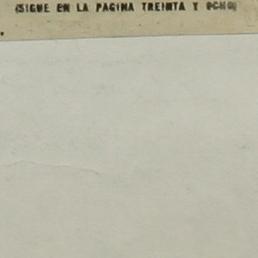 (SIGUE EN LA PAGINA TREINTA Y OCHO)